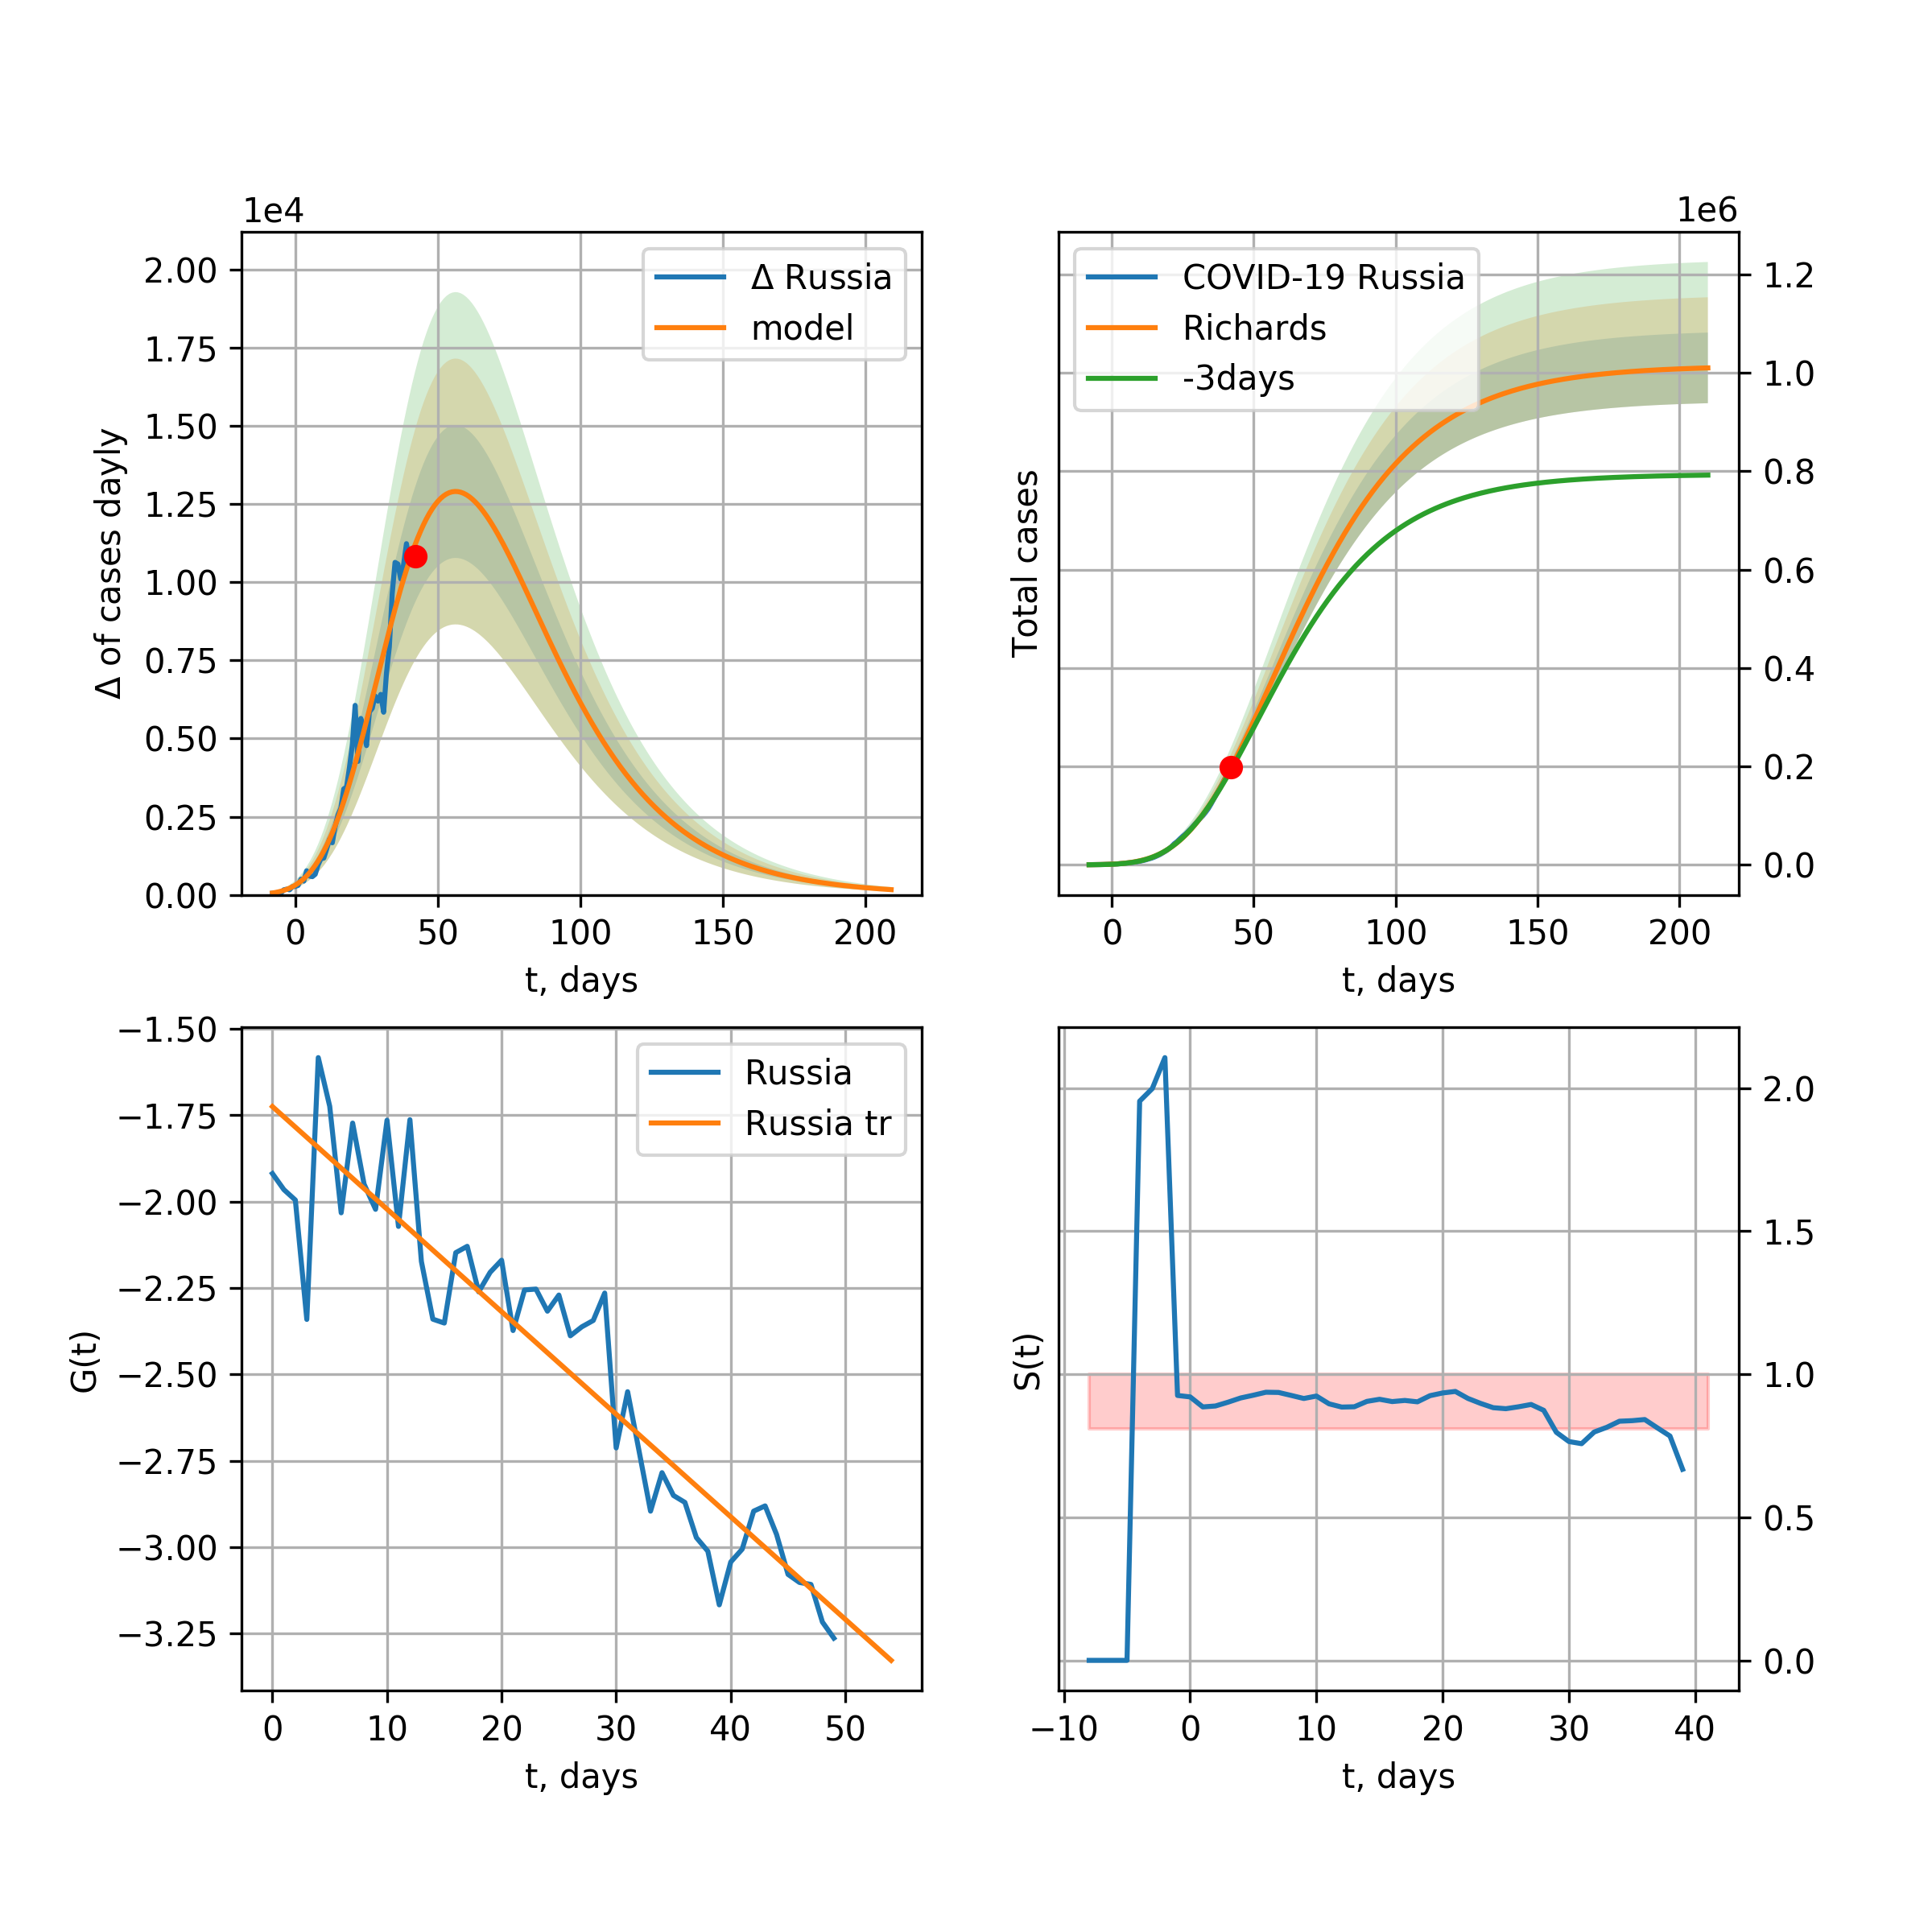 1e4
2.00
1.75
1.50
1.25
1.00
0.75
0.50
0.25
0.00
Δ of cases dayly
0 50 100 150 200
t, days
Δ Russia
model
1e6
COVID-19 Russia
Richards
-3days
Total cases
1.2
1.0
0.8
0.6
0.4
0.2
0.0
0 50 100 150 200
t, days
−1.50
−1.75
−2.00
−2.25
−2.50
−2.75
−3.00
−3.25
G(t)
Russia
Russia tr
0 10 20 30 40 50
t, days
S(t)
2.0
1.5
1.0
0.5
0.0
−10 0 10 20 30 40
t, days